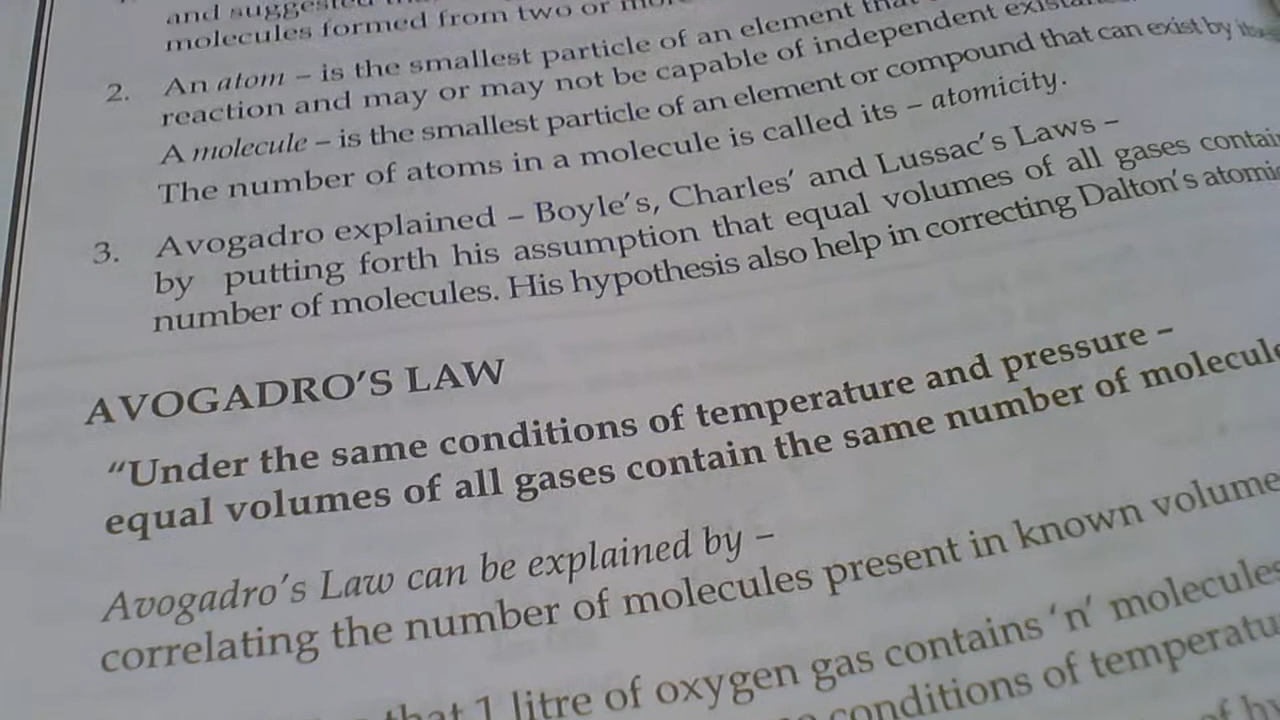 and suggested
molecules formed from two or
2. An atom – is the smallest particle of an element that
reaction and may or may not be capable of independent
A molecule – is the smallest particle of an element or compound that can exist by
The number of atoms in a molecule is called its – atomicity.
3. Avogadro explained – Boyle's, Charles' and Lussac's Laws –
by putting forth his assumption that equal volumes of all gases
number of molecules. His hypothesis also help in correcting Dalton's
AVOGADRO'S LAW
“Under the same conditions of temperature and pressure –
equal volumes of all gases contain the same number of
Avogadro's Law can be explained by –
correlating the number of molecules present in known volume
that 1 litre of oxygen gas contains 'n' molecules
conditions of
of